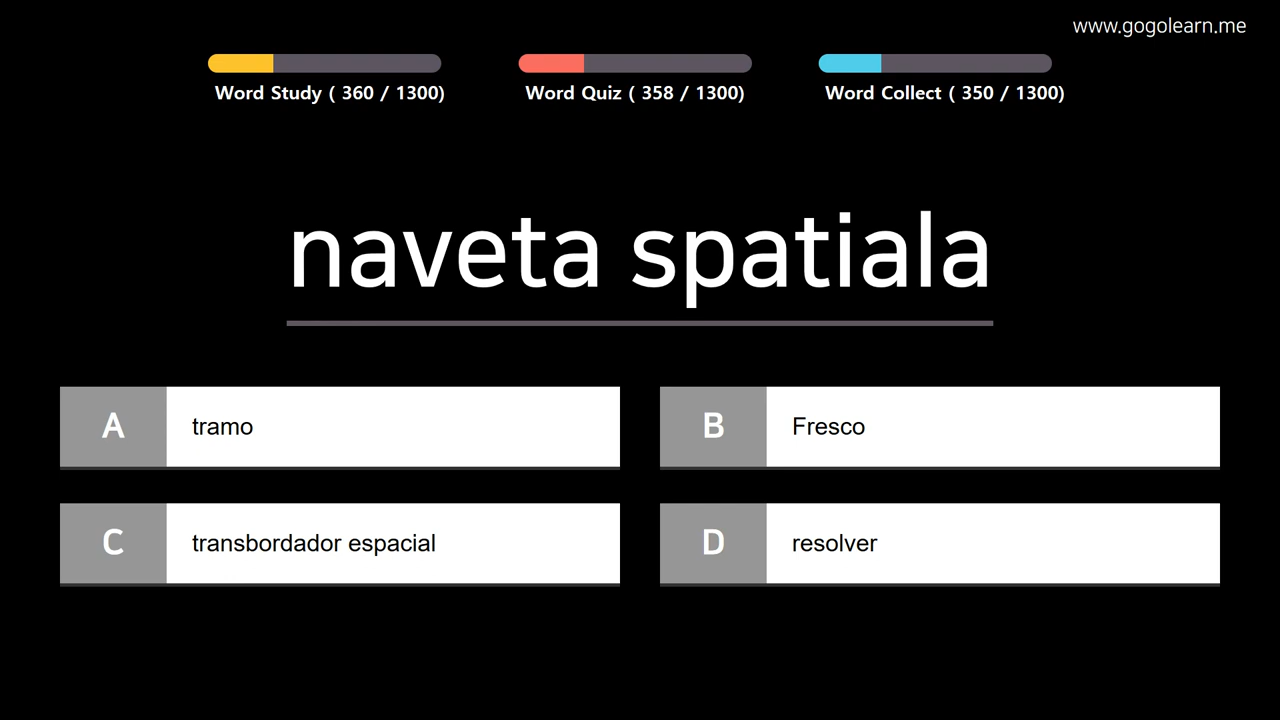 www.gogolearn.me
Word Study ( 360 / 1300)
Word Quiz ( 358 / 1300)
Word Collect ( 350 / 1300)
naveta spatiala
A
tramo
B
Fresco
C
transbordador espacial
D
resolver